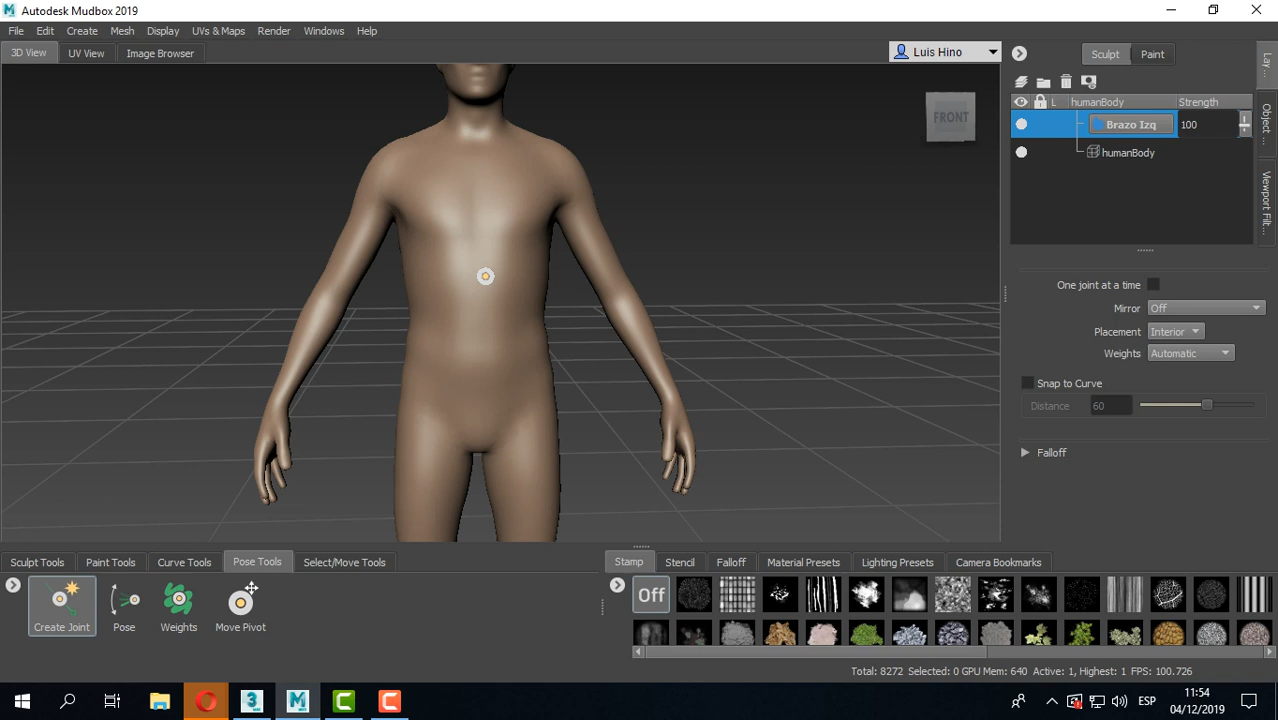 Autodesk Mudbox 2019
File Edit Create Mesh Display UVs & Maps Render Windows Help
3D View UV View Image Browser
Luis Hino
Sculpt Paint
Lay...
Object ...
Viewport Filt...
L humanBody Strength
Brazo Izq 100
humanBody
FRONT
One joint at a time
Mirror Off
Placement Interior
Weights Automatic
Snap to Curve
Distance 60
Falloff
Sculpt Tools Paint Tools Curve Tools Pose Tools Select/Move Tools
Stamp Stencil Falloff Material Presets Lighting Presets Camera Bookmarks
Off
Create Joint Pose Weights Move Pivot
Total: 8272 Selected: 0 GPU Mem: 640 Active: 1, Highest: 1 FPS: 100.726
ESP
11:54
04/12/2019